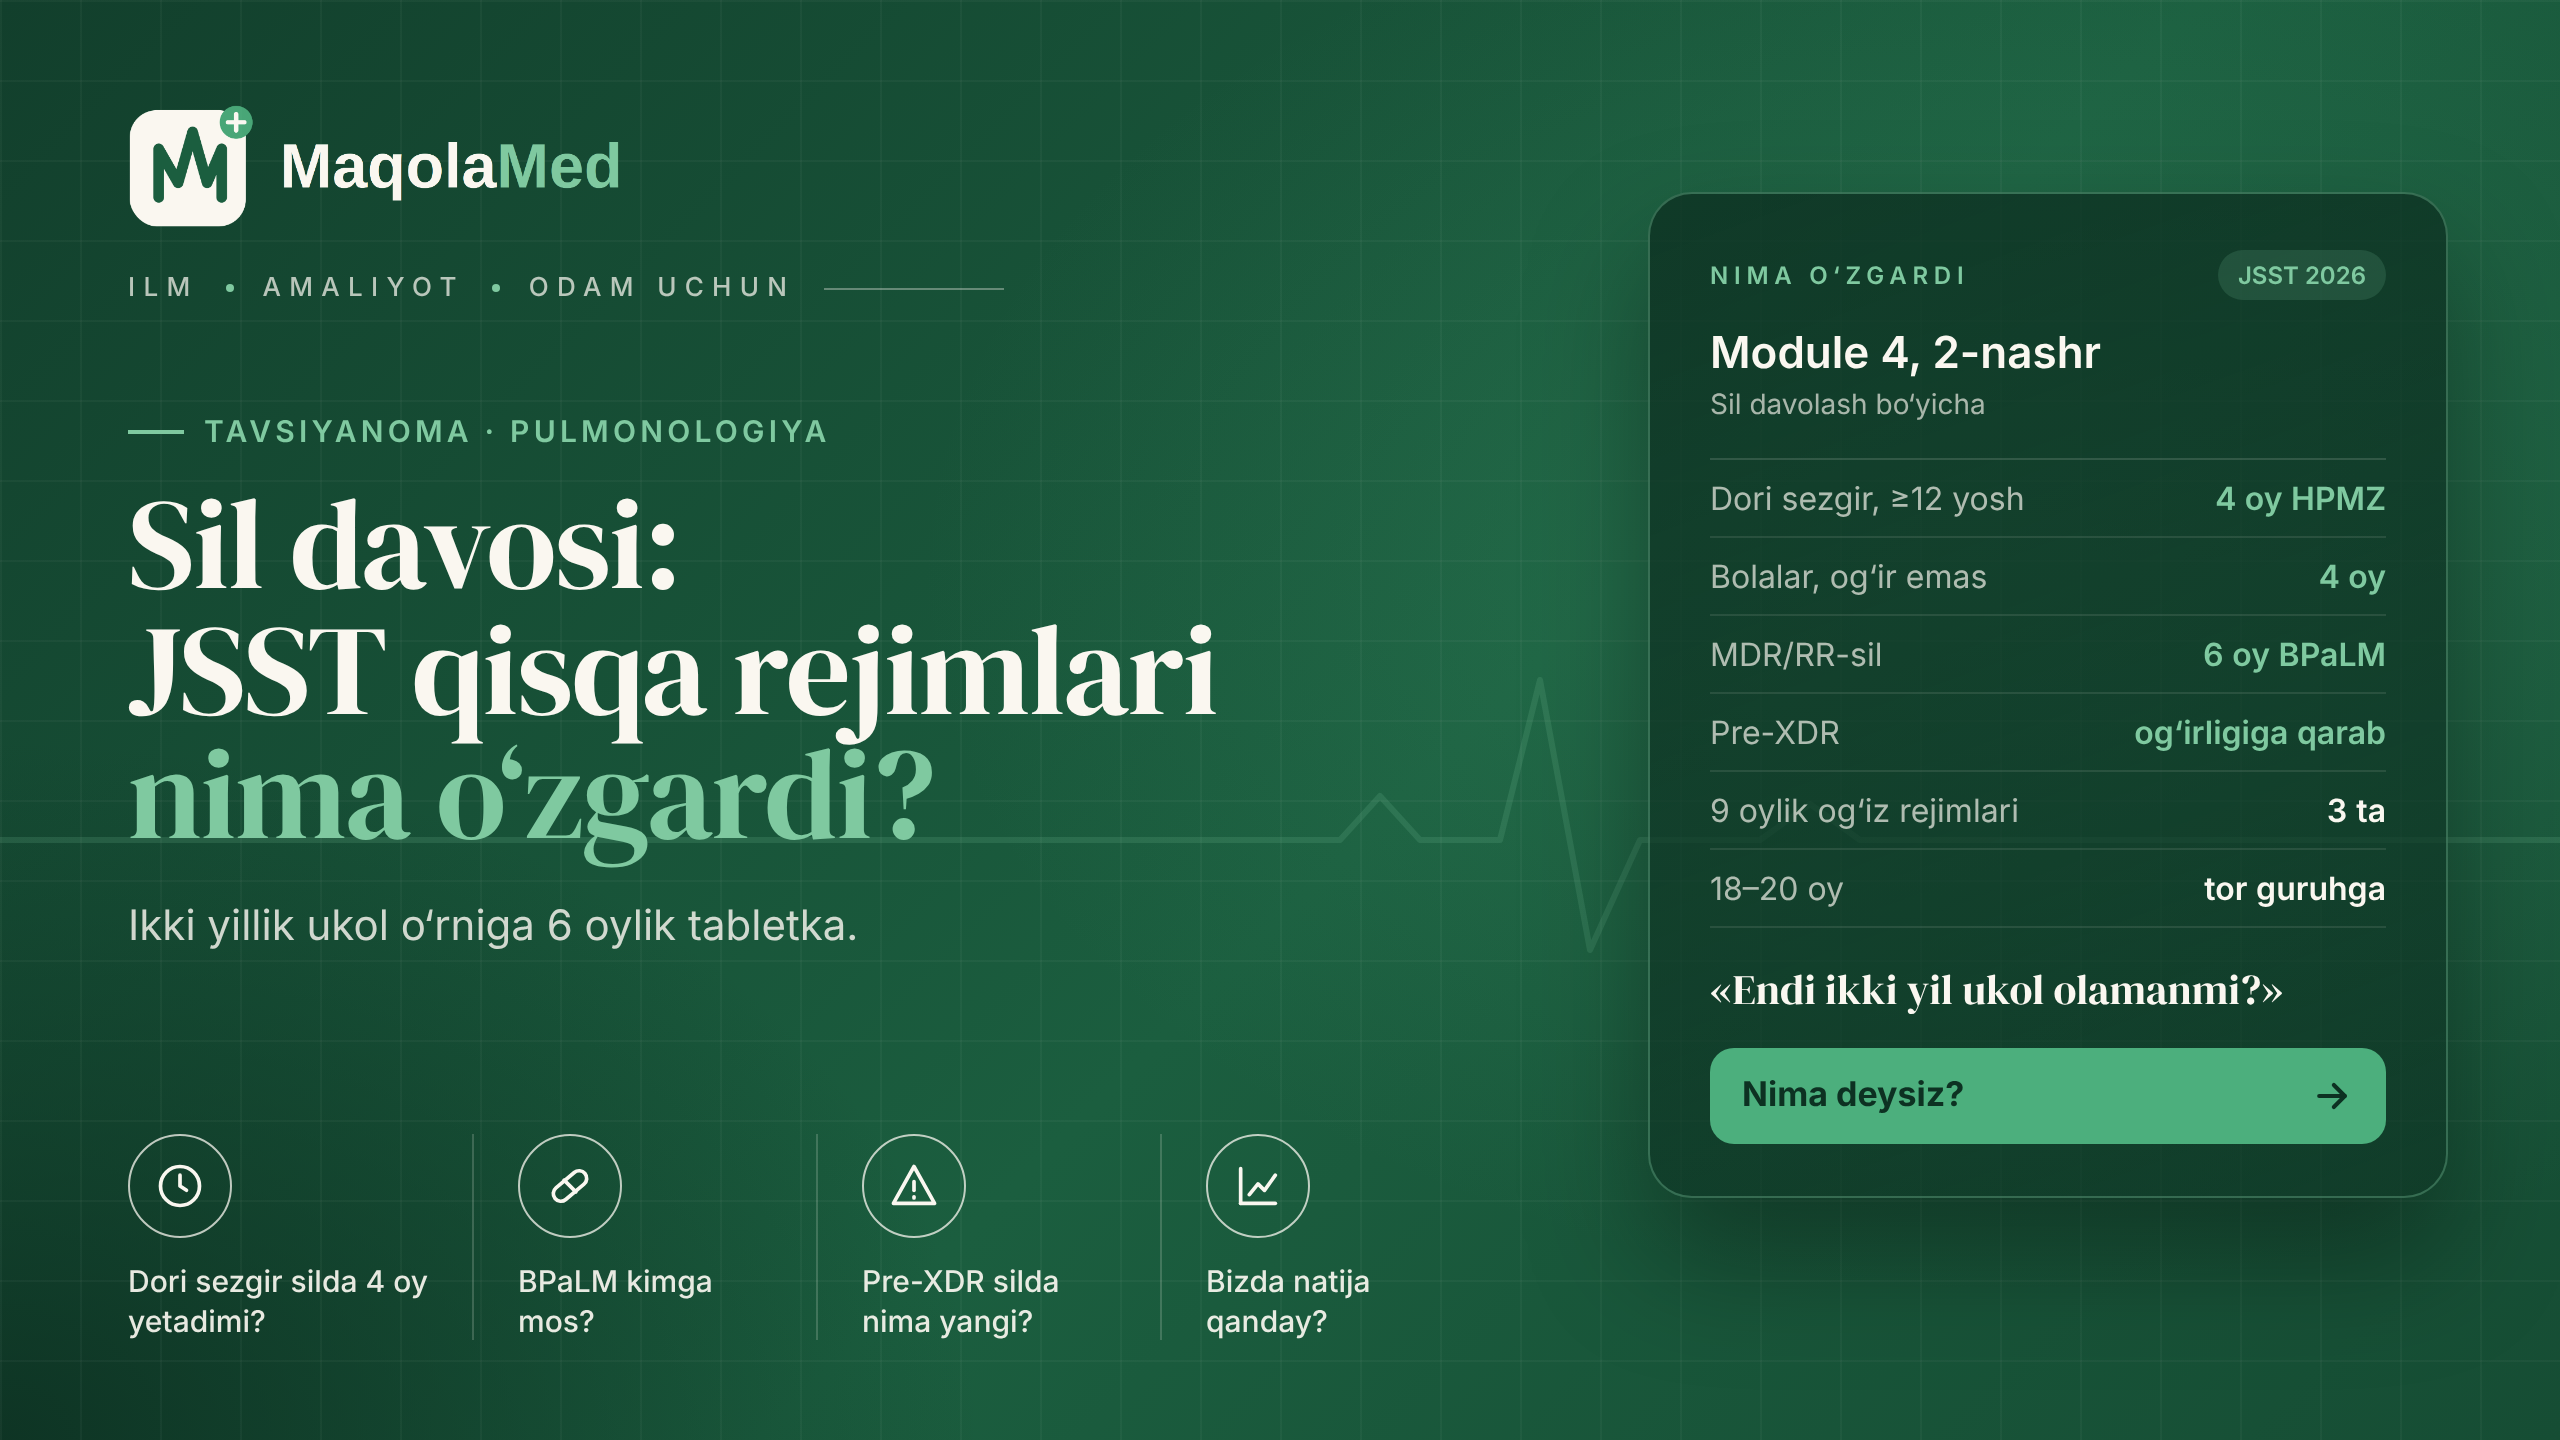 MaqolaMed
ILM • AMALIYOT • ODAM UCHUN
TAVSIYANOMA · PULMONOLOGIYA
Sil davosi:
JSST qisqa rejimlari
nima oʻzgardi?
Ikki yillik ukol oʻrniga 6 oylik tabletka.
Dori sezgir silda 4 oy
yetadimi?
BPaLM kimga
mos?
Pre-XDR silda
nima yangi?
Bizda natija
qanday?
NIMA OʻZGARDI JSST 2026
Module 4, 2-nashr
Sil davolash boʻyicha
Dori sezgir, ≥12 yosh 4 oy HPMZ
Bolalar, ogʻir emas 4 oy
MDR/RR-sil 6 oy BPaLM
Pre-XDR ogʻirligiga qarab
9 oylik ogʻiz rejimlari 3 ta
18–20 oy tor guruhga
«Endi ikki yil ukol olamanmi?»
Nima deysiz? →